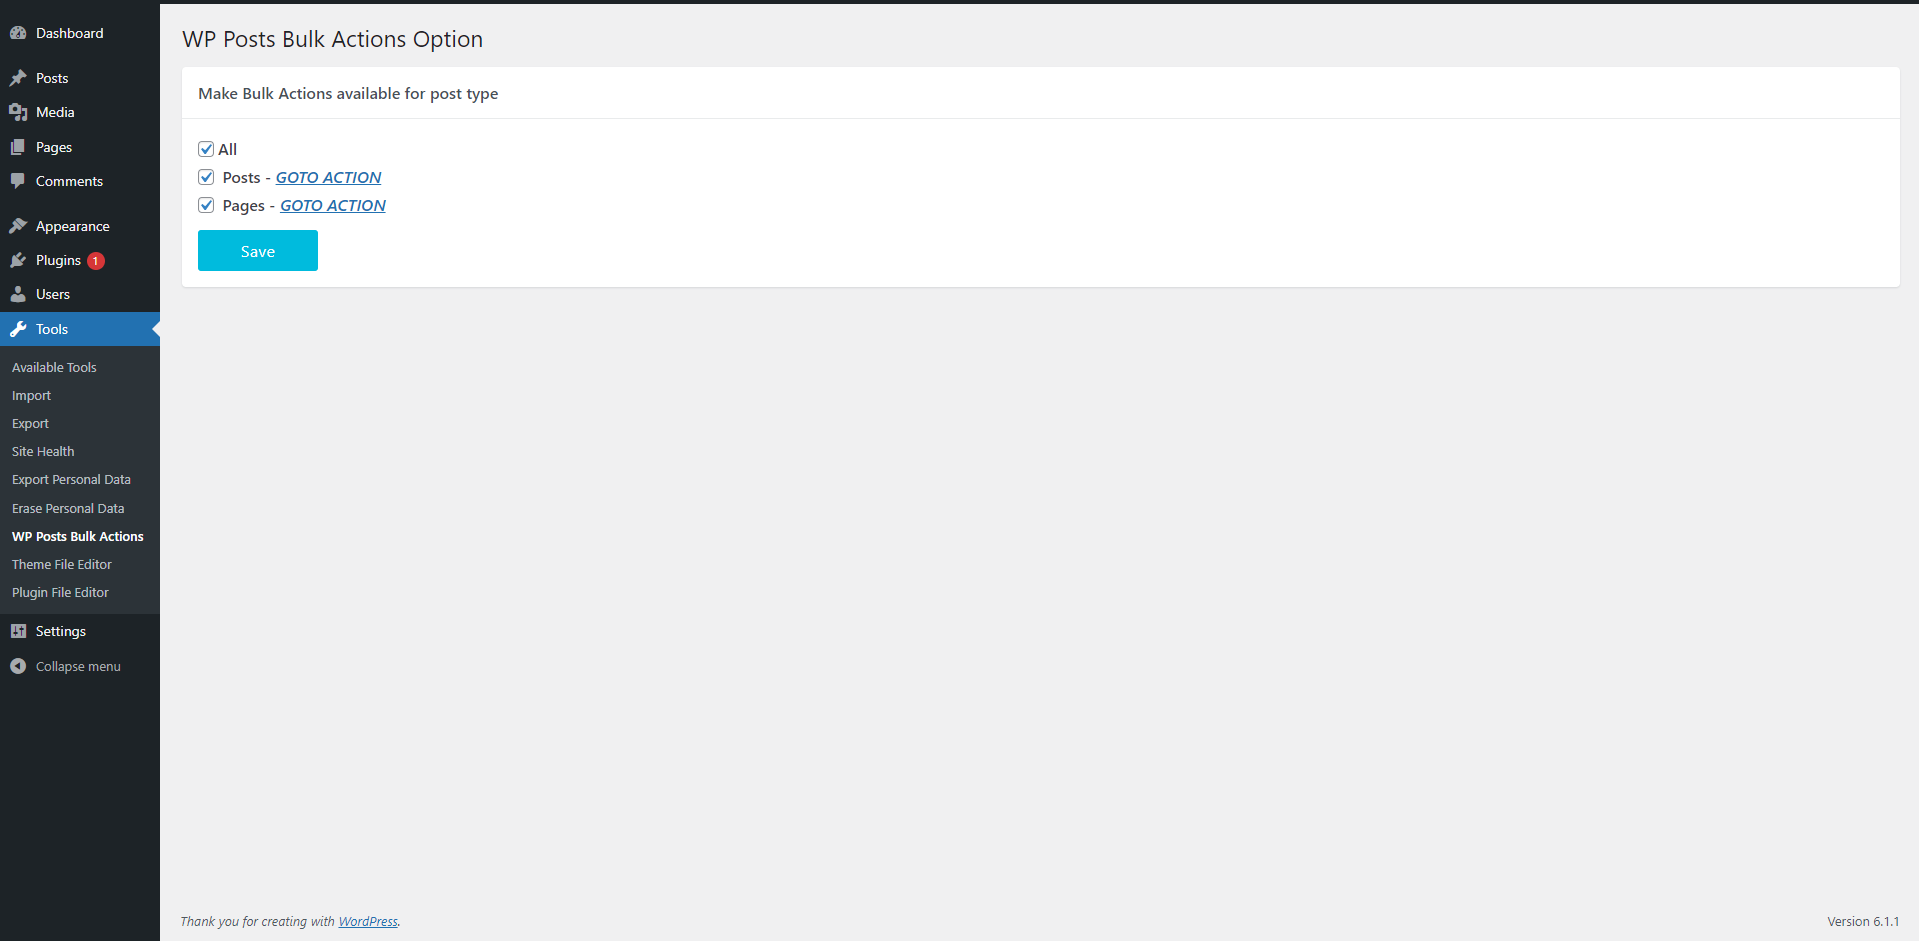 Dashboard
Posts
Media
Pages
Comments
Appearance
Plugins 1
Users
Tools
Available Tools
Import
Export
Site Health
Export Personal Data
Erase Personal Data
WP Posts Bulk Actions
Theme File Editor
Plugin File Editor
Settings
Collapse menu
WP Posts Bulk Actions Option
Make Bulk Actions available for post type
All
Posts - GOTO ACTION
Pages - GOTO ACTION
Save
Thank you for creating with WordPress.
Version 6.1.1